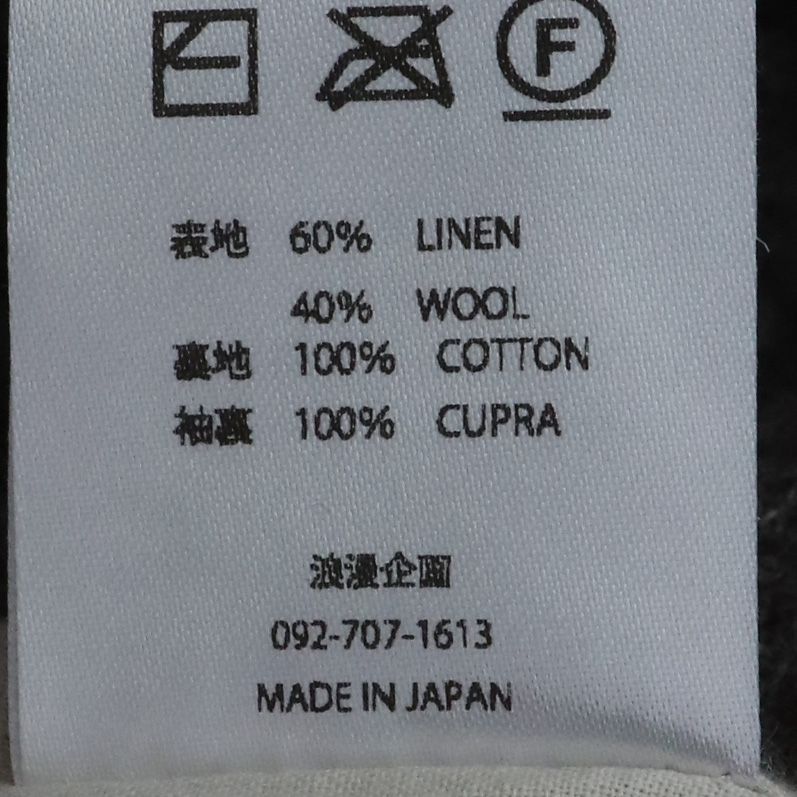 F
表地 60% LINEN
40% WOOL
裏地 100% COTTON
袖裏 100% CUPRA
浪漫企画
092-707-1613
MADE IN JAPAN